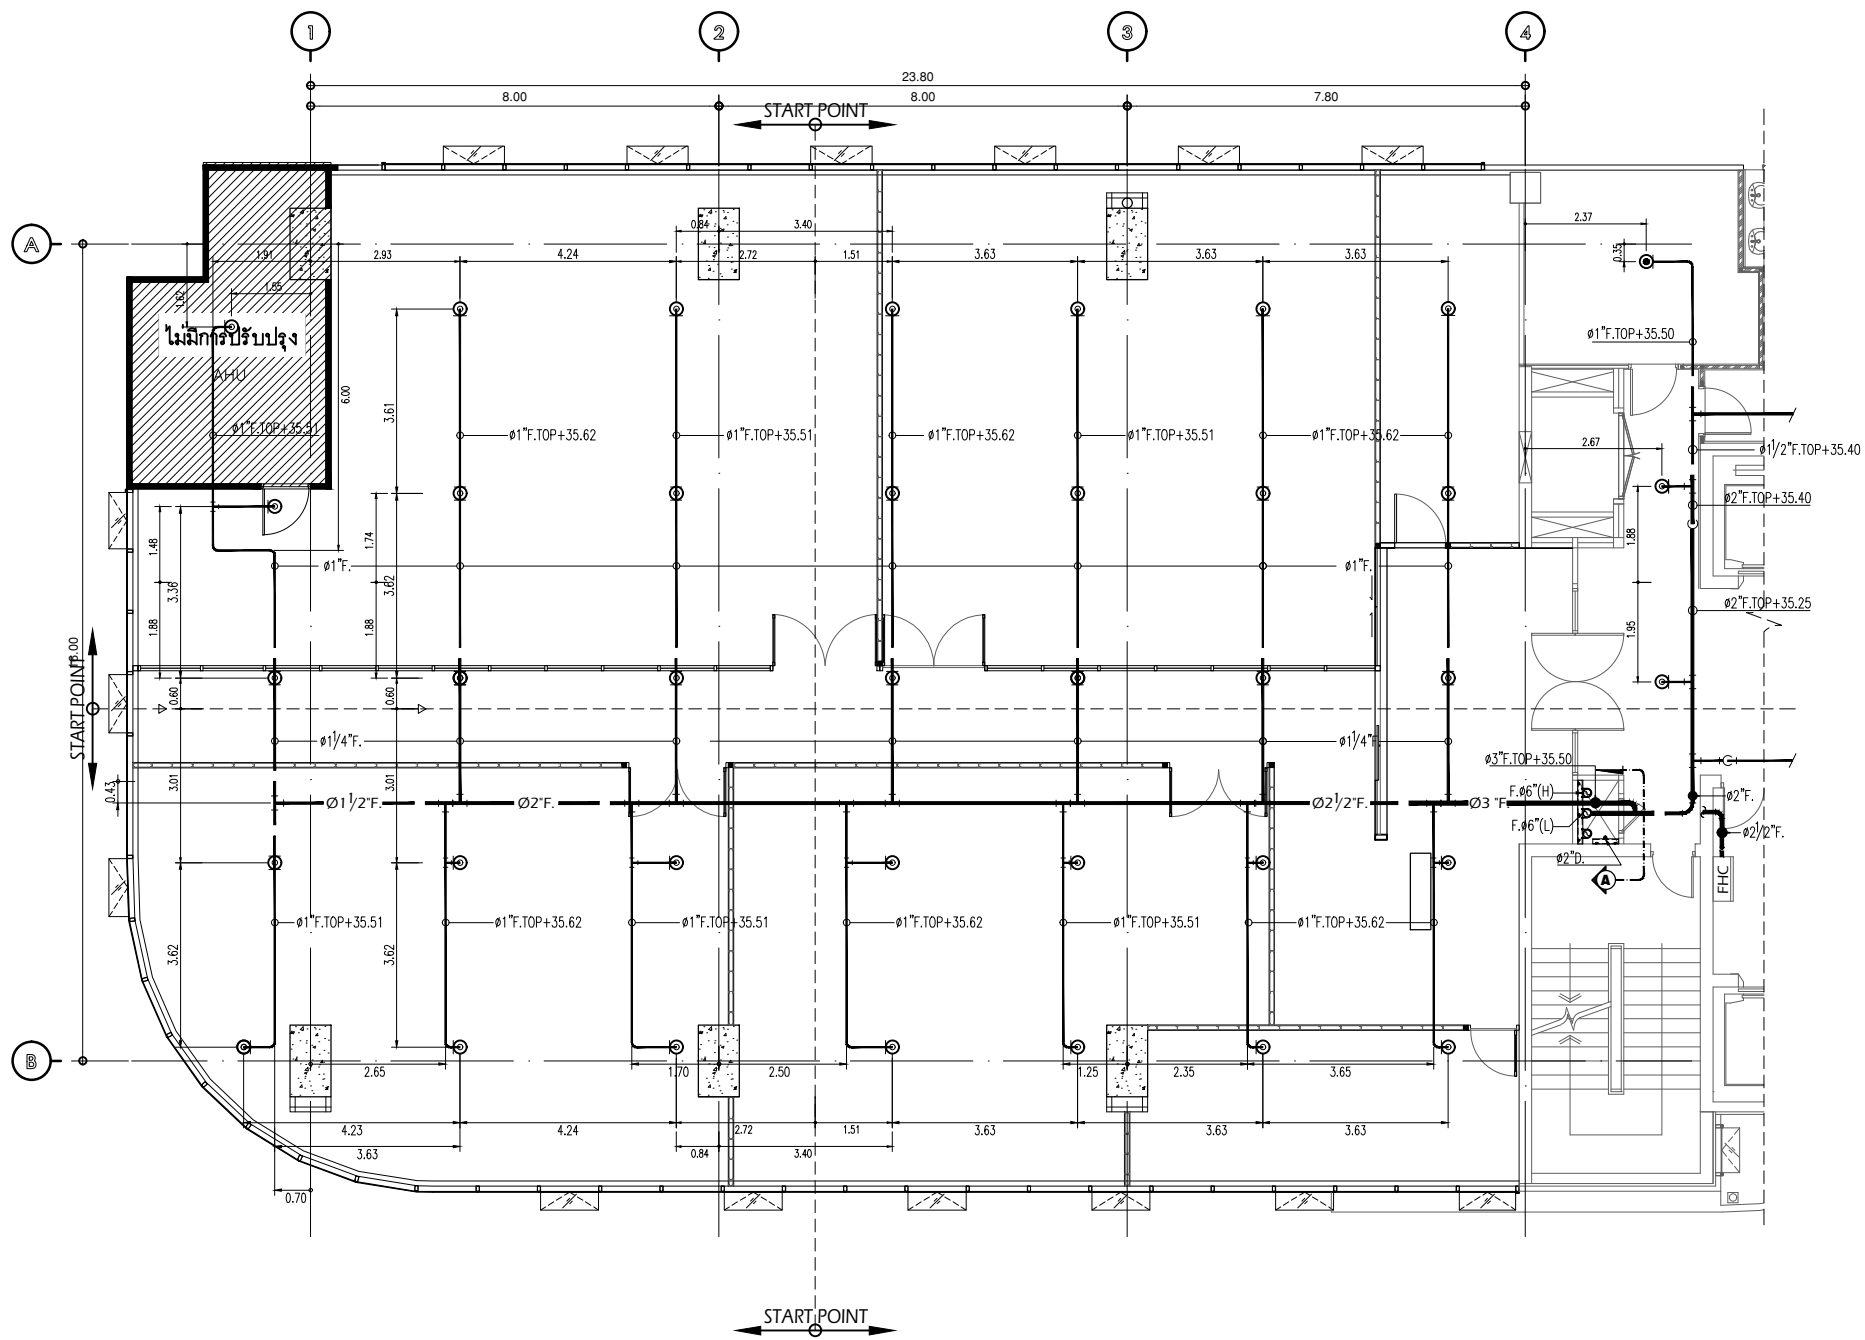 1
2
3
4
23.80
8.00
8.00
7.80
START POINT
A
0.84
3.40
2.37
0.35
1.91
2.93
4.24
2.72
1.51
3.63
3.63
3.63
1.55
1.62
ไม่มีการปรับปรุง
AHU
6.00
3.61
ø1"F.TOP+35.50
ø1"F.TOP+35.51
ø1"F.TOP+35.62
ø1"F.TOP+35.51
ø1"F.TOP+35.62
ø1"F.TOP+35.51
ø1"F.TOP+35.62
2.67
ø1 1/2"F.TOP+35.40
ø2"F.TOP+35.40
1.48
3.36
1.74
3.62
1.88
ø1"F.
ø1"F.
ø2"F.TOP+35.25
1.88
1.88
1.95
START POINT
0.60
0.60
ø1 1/4"F.
ø1 1/4"F.
ø3"F.TOP+35.50
0.43
3.01
3.01
Ø1 1/2"F.
Ø2"F.
Ø2 1/2"F.
Ø3 "F.
F.ø6"(H)
F.ø6"(L)
ø2"F.
ø2 1/2"F.
ø2"D.
A
FHC
ø1"F.TOP+35.51
ø1"F.TOP+35.62
ø1"F.TOP+35.51
ø1"F.TOP+35.62
ø1"F.TOP+35.51
ø1"F.TOP+35.62
3.62
3.62
B
2.65
1.70
2.50
1.25
2.35
3.65
4.23
4.24
2.72
1.51
3.63
3.63
3.63
3.63
0.84
3.40
0.70
START POINT